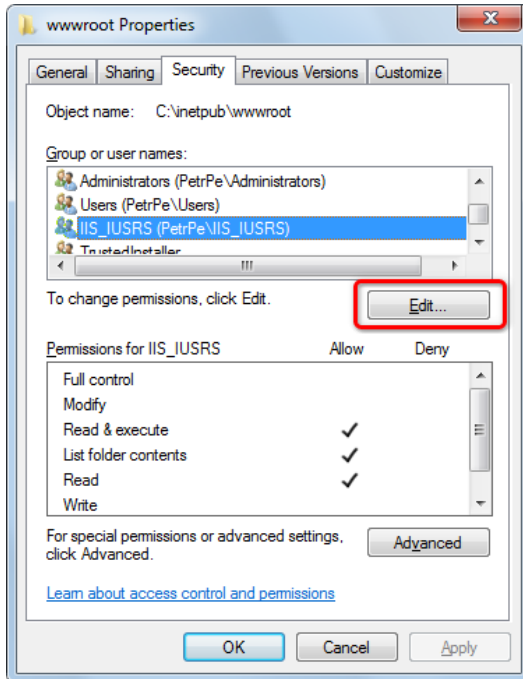 wwwroot Properties
General Sharing Security Previous Versions Customize
Object name: C:\inetpub\wwwroot
Group or user names:
Administrators (PetrPe\Administrators)
Users (PetrPe\Users)
IIS_IUSRS (PetrPe\IIS_IUSRS)
TrustedInstaller
To change permissions, click Edit.
Edit...
Permissions for IIS_IUSRS Allow Deny
Full control
Modify
Read & execute
List folder contents
Read
Write
For special permissions or advanced settings,
click Advanced.
Advanced
Learn about access control and permissions
OK Cancel Apply